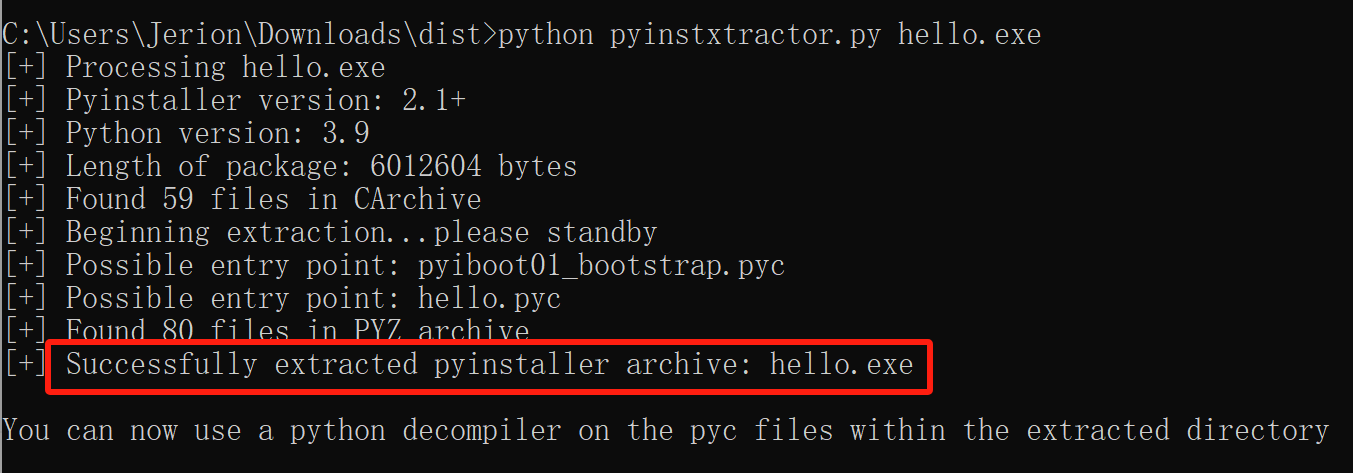 C:\Users\Jerion\Downloads\dist>python pyinstxtractor.py hello.exe
[+] Processing hello.exe
[+] Pyinstaller version: 2.1+
[+] Python version: 3.9
[+] Length of package: 6012604 bytes
[+] Found 59 files in CArchive
[+] Beginning extraction...please standby
[+] Possible entry point: pyiboot01_bootstrap.pyc
[+] Possible entry point: hello.pyc
[+] Found 80 files in PYZ archive
[+] Successfully extracted pyinstaller archive: hello.exe
You can now use a python decompiler on the pyc files within the extracted directory